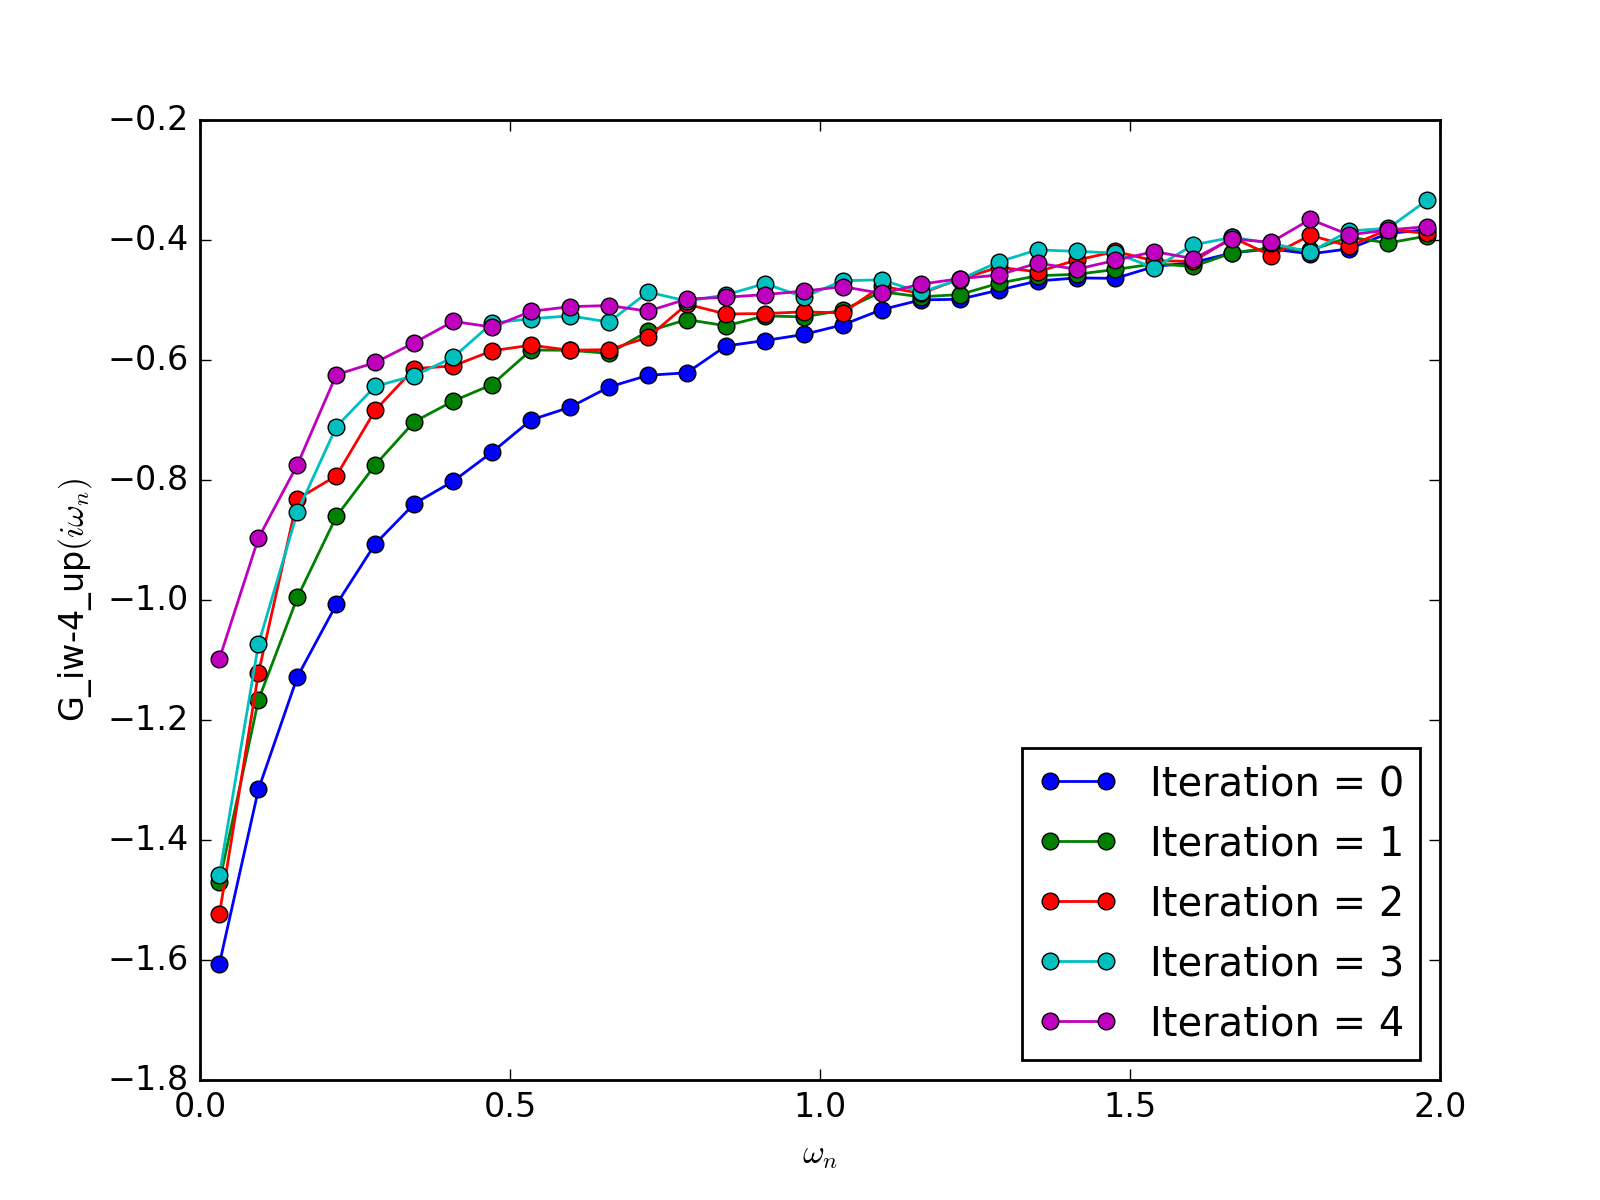 −0.2
−0.4
−0.6
−0.8
−1.0
−1.2
−1.4
−1.6
−1.8
0.0 0.5 1.0 1.5 2.0
G_iw-4_up(iωₙ)
ωₙ
Iteration = 0
Iteration = 1
Iteration = 2
Iteration = 3
Iteration = 4